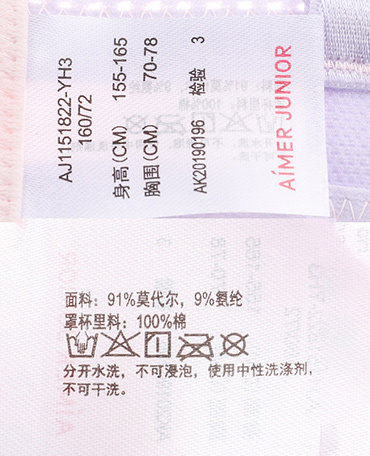 AJ1151822-YH3
160/72
身高(CM) 155-165
胸围(CM) 70-78
AK20190196 检验 3
AIMER JUNIOR
面料: 91%莫代尔, 9%氨纶
罩杯里料: 100%棉
分开水洗, 不可浸泡, 使用中性洗涤剂,
不可干洗。